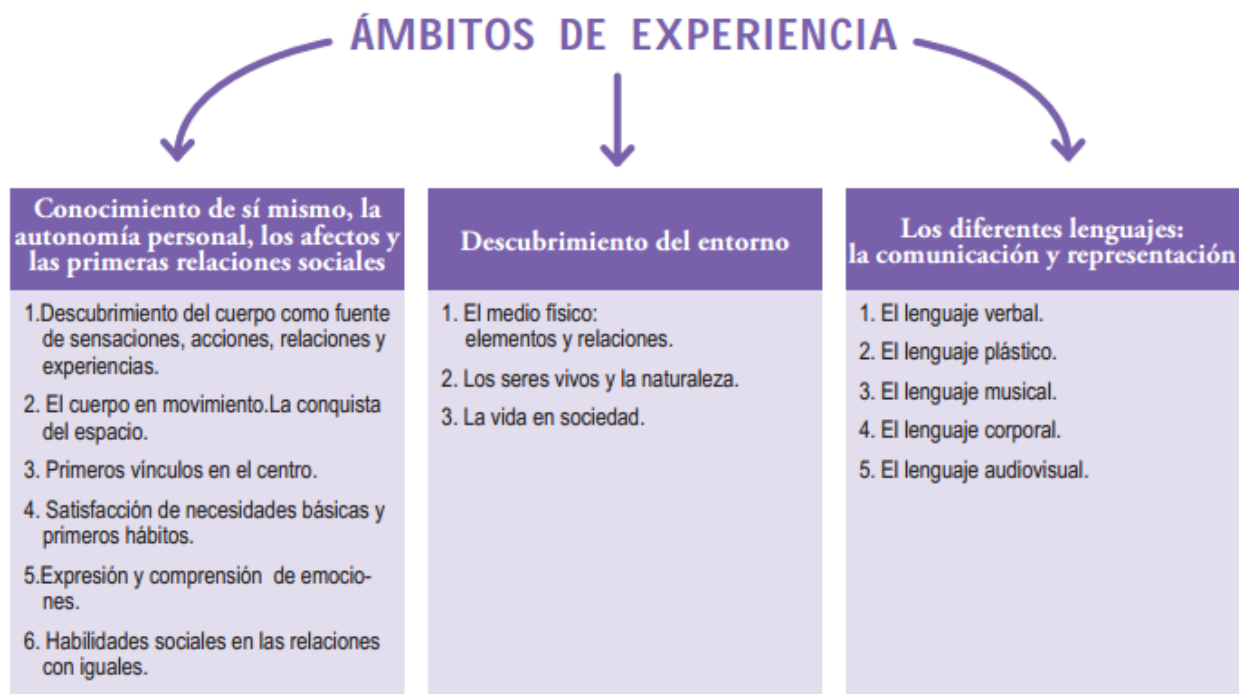 ÁMBITOS DE EXPERIENCIA
Conocimiento de sí mismo, la
autonomía personal, los afectos y
las primeras relaciones sociales
1.Descubrimiento del cuerpo como fuente
de sensaciones, acciones, relaciones y
experiencias.
2. El cuerpo en movimiento.La conquista
del espacio.
3. Primeros vínculos en el centro.
4. Satisfacción de necesidades básicas y
primeros hábitos.
5.Expresión y comprensión de emocio-
nes.
6. Habilidades sociales en las relaciones
con iguales.
Descubrimiento del entorno
1. El medio físico:
elementos y relaciones.
2. Los seres vivos y la naturaleza.
3. La vida en sociedad.
Los diferentes lenguajes:
la comunicación y representación
1. El lenguaje verbal.
2. El lenguaje plástico.
3. El lenguaje musical.
4. El lenguaje corporal.
5. El lenguaje audiovisual.